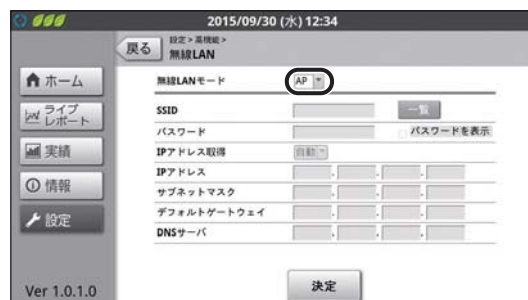 2015/09/30 (水) 12:34
戻る
設定 > 高機能 >
無線LAN
ホーム
ライブ
レポート
実績
情報
設定
Ver 1.0.1.0
無線LANモード
AP
SSID
一覧
パスワード
パスワードを表示
IPアドレス取得
自動
IPアドレス
. . .
サブネットマスク
. . .
デフォルトゲートウェイ
. . .
DNSサーバ
. . .
決定